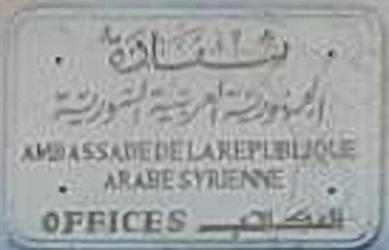 سفارة
الجمهورية العربية السورية
AMBASSADE DE LA REPUBLIQUE
ARABE SYRIENNE
OFFICES المكاتب